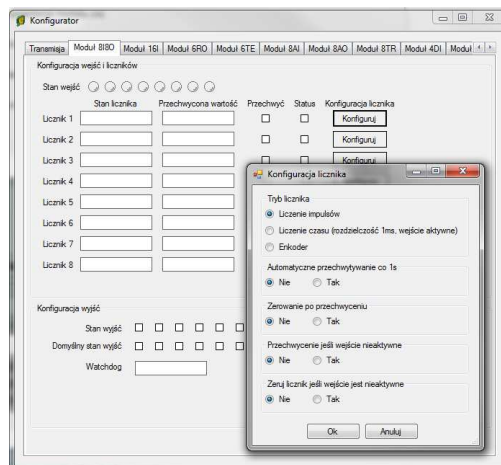 Konfigurator
Transmisja Moduł 8I8O Moduł 16I Moduł 6RO Moduł 6TE Moduł 8AI Moduł 8AO Moduł 8TR Moduł 4DI Moduł
Konfiguracja wejść i liczników
Stan wejść
Stan licznika Przechwycona wartość Przechwyć Status Konfiguracja licznika
Licznik 1 Konfiguruj
Licznik 2 Konfiguruj
Licznik 3 Konfiguruj
Licznik 4
Licznik 5
Licznik 6
Licznik 7
Licznik 8
Konfiguracja wyjść
Stan wyjść
Domyślny stan wyjść
Watchdog
Konfiguracja licznika
Tryb licznika
Liczenie impulsów
Liczenie czasu (rozdzielczość 1ms, wejście aktywne)
Enkoder
Automatyczne przechwytywanie co 1s
Nie Tak
Zerowanie po przechwyceniu
Nie Tak
Przechwycenie jeśli wejście nieaktywne
Nie Tak
Zeruj licznik jeśli wejście jest nieaktywne
Nie Tak
Ok Anuluj